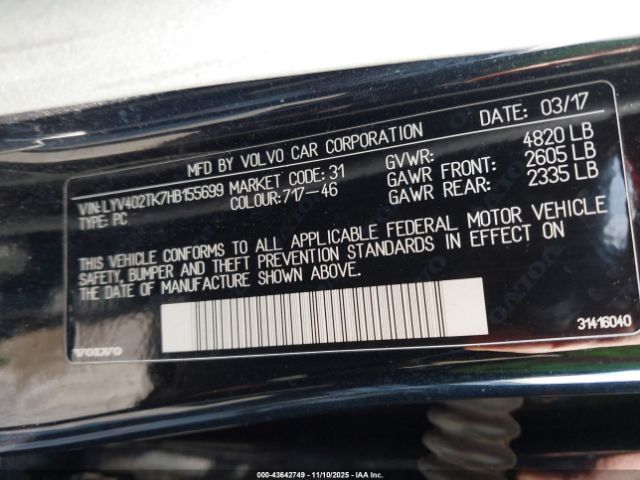 DATE: 03/17
MFD BY VOLVO CAR CORPORATION
VIN:LYV402TK7HB155699 MARKET CODE: 31 GVWR: 4820 LB
TYPE: PC COLOUR:717-46 GAWR FRONT: 2605 LB
GAWR REAR: 2335 LB
THIS VEHICLE CONFORMS TO ALL APPLICABLE FEDERAL MOTOR VEHICLE
SAFETY, BUMPER AND THEFT PREVENTION STANDARDS IN EFFECT ON
THE DATE OF MANUFACTURE SHOWN ABOVE.
VOLVO
31416040
000-43642749 — 11/10/2025 — IAA Inc.